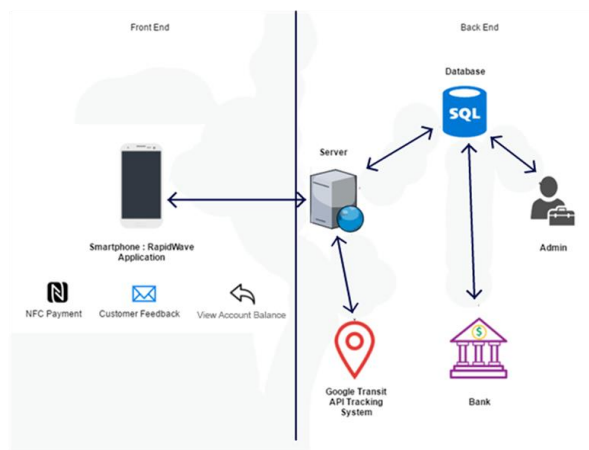 Front End
Back End
Database
SQL
Server
Smartphone : RapidWave
Application
Admin
NFC Payment
Customer Feedback
View Account Balance
$
Google Transit
API Tracking
System
Bank